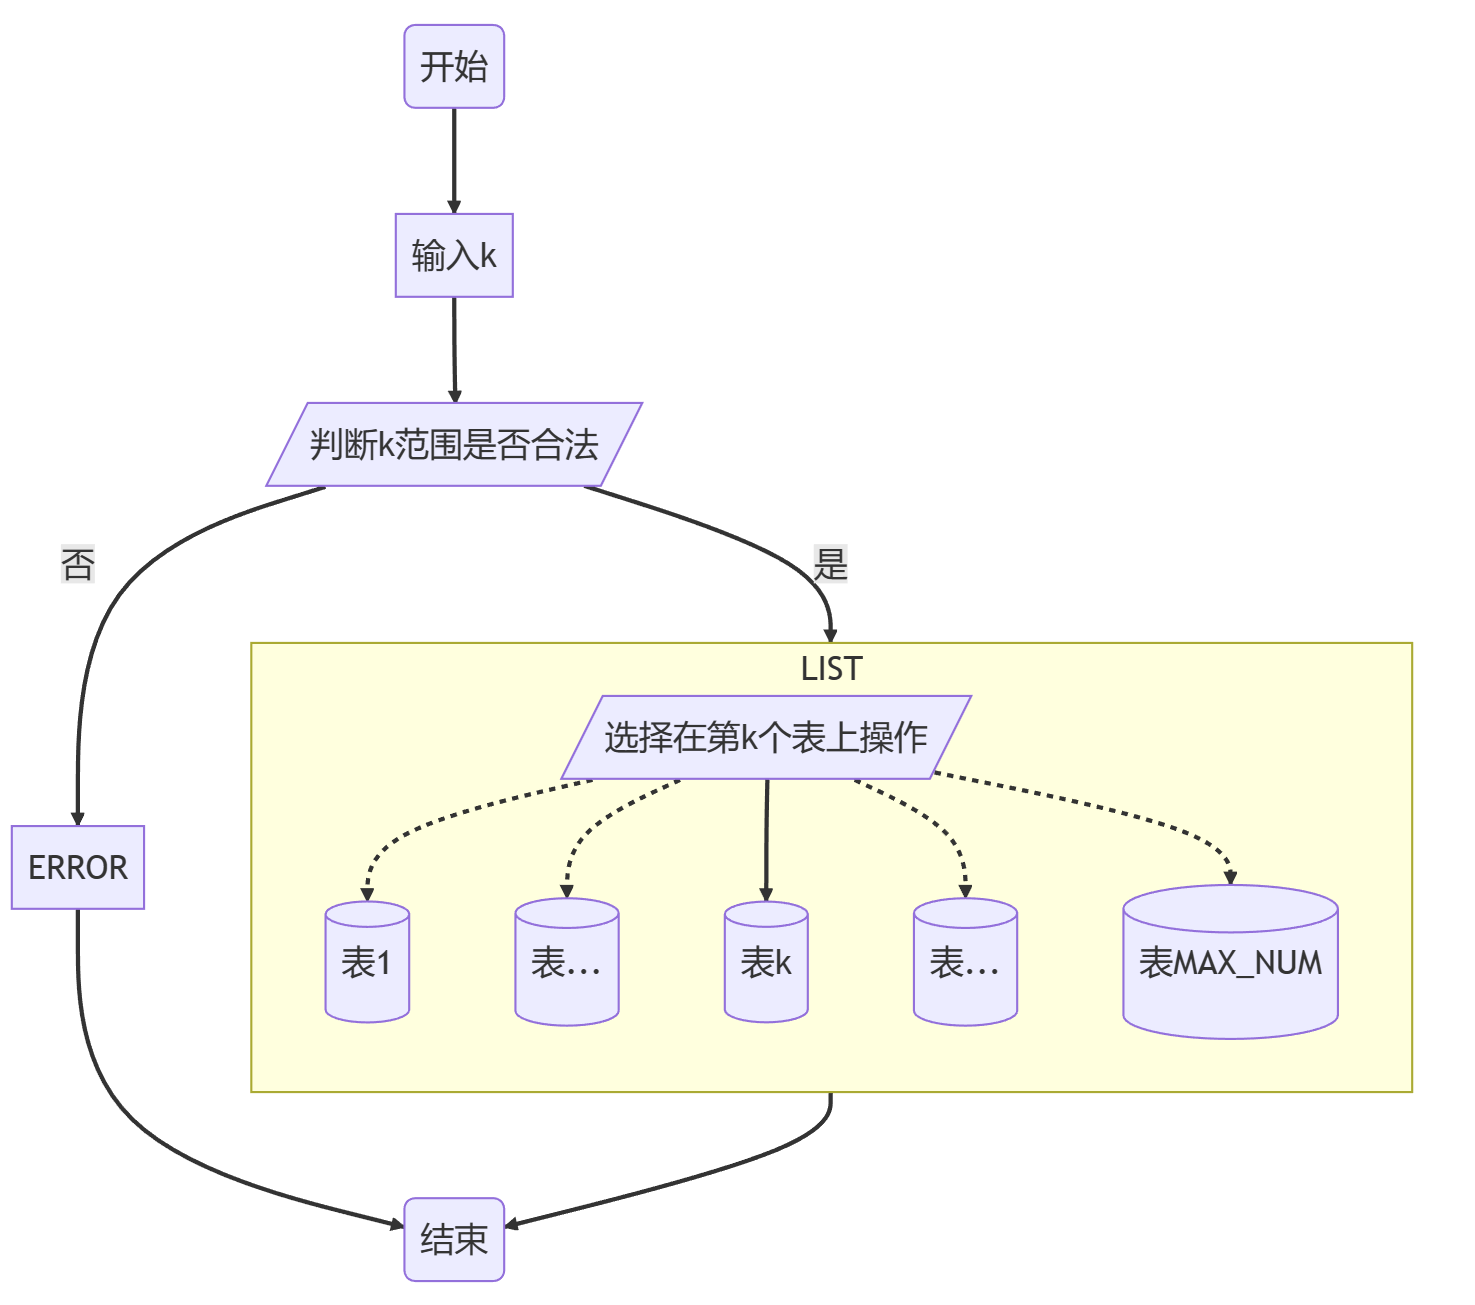 开始
输入k
判断k范围是否合法
否
是
LIST
选择在第k个表上操作
ERROR
表1
表...
表k
表...
表MAX_NUM
结束